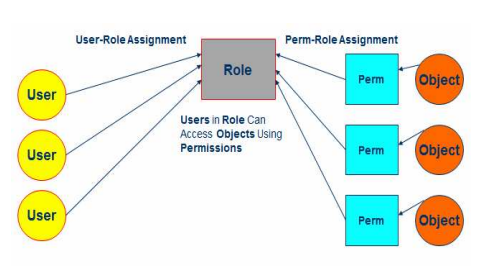 User-Role Assignment
Perm-Role Assignment
Role
User
Perm
Object
Users in Role Can
Access Objects Using
Permissions
User
Perm
Object
User
Perm
Object